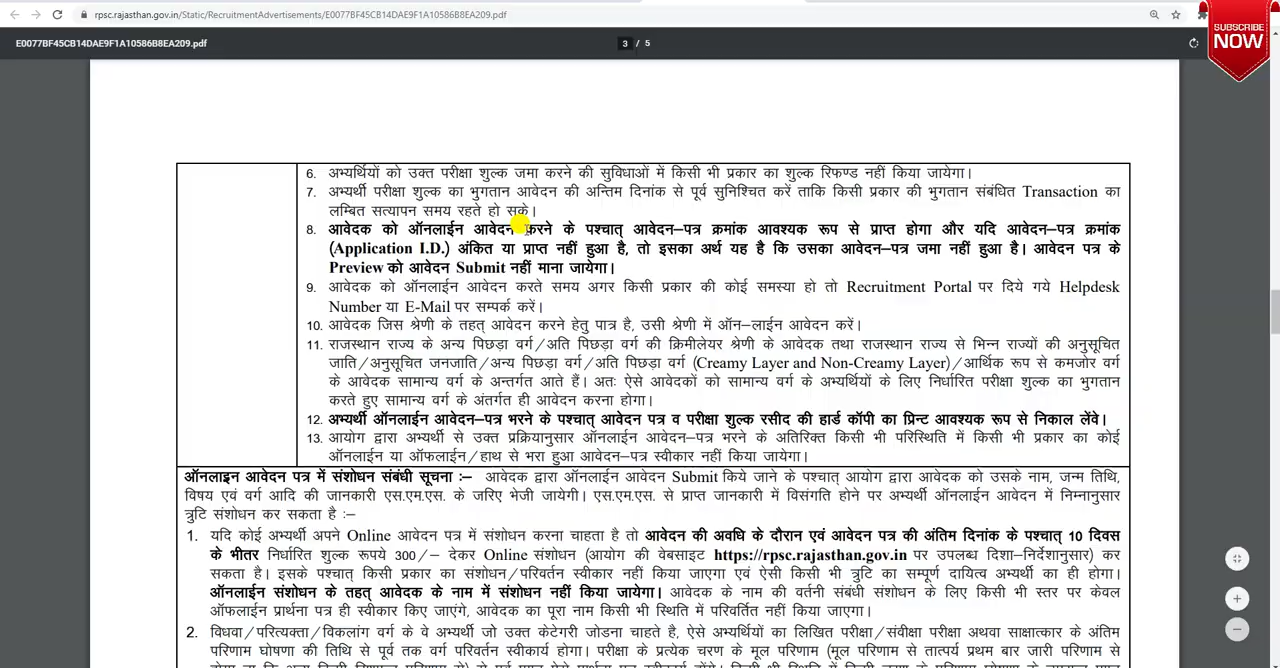 rpsc.rajasthan.gov.in/Static/RecruitmentAdvertisements/E0077BF45CB14DAE9F1A10586B8EA209.pdf
SUBSCRIBE
NOW
E0077BF45CB14DAE9F1A10586B8EA209.pdf
3 / 5
6. अभ्यर्थियों को उक्त परीक्षा शुल्क जमा करने की सुविधाओं में किसी भी प्रकार का शुल्क रिफण्ड नहीं किया जायेगा।
7. अभ्यर्थी परीक्षा शुल्क का भुगतान आवेदन की अन्तिम दिनांक से पूर्व सुनिश्चित करें ताकि किसी प्रकार की भुगतान संबंधित Transaction का
लम्बित सत्यापन समय रहते हो सके।
8. आवेदक को ऑनलाईन आवेदन करने के पश्चात् आवेदन–पत्र क्रमांक आवश्यक रूप से प्राप्त होगा और यदि आवेदन–पत्र क्रमांक
(Application I.D.) अंकित या प्राप्त नहीं हुआ है, तो इसका अर्थ यह है कि उसका आवेदन–पत्र जमा नहीं हुआ है। आवेदन पत्र के
Preview को आवेदन Submit नहीं माना जायेगा।
9. आवेदक को ऑनलाईन आवेदन करते समय अगर किसी प्रकार की कोई समस्या हो तो Recruitment Portal पर दिये गये Helpdesk
Number या E-Mail पर सम्पर्क करें।
10. आवेदक जिस श्रेणी के तहत् आवेदन करने हेतु पात्र है, उसी श्रेणी में ऑन–लाईन आवेदन करें।
11. राजस्थान राज्य के अन्य पिछड़ा वर्ग/अति पिछड़ा वर्ग की क्रिमीलेयर श्रेणी के आवेदक तथा राजस्थान राज्य से भिन्न राज्यों की अनुसूचित
जाति/अनुसूचित जनजाति/अन्य पिछड़ा वर्ग/अति पिछड़ा वर्ग (Creamy Layer and Non-Creamy Layer)/आर्थिक रूप से कमजोर वर्ग
के आवेदक सामान्य वर्ग के अन्तर्गत आते हैं। अतः ऐसे आवेदकों को सामान्य वर्ग के अभ्यर्थियों के लिए निर्धारित परीक्षा शुल्क का भुगतान
करते हुए सामान्य वर्ग के अंतर्गत ही आवेदन करना होगा।
12. अभ्यर्थी ऑनलाईन आवेदन–पत्र भरने के पश्चात् आवेदन पत्र व परीक्षा शुल्क रसीद की हार्ड कॉपी का प्रिन्ट आवश्यक रूप से निकाल लेंवे।
13. आयोग द्वारा अभ्यर्थी से उक्त प्रक्रियानुसार ऑनलाईन आवेदन–पत्र भरने के अतिरिक्त किसी भी परिस्थिति में किसी भी प्रकार का कोई
ऑनलाईन या ऑफलाईन/हाथ से भरा हुआ आवेदन–पत्र स्वीकार नहीं किया जायेगा।
ऑनलाइन आवेदन पत्र में संशोधन संबंधी सूचना :– आवेदक द्वारा ऑनलाईन आवेदन Submit किये जाने के पश्चात् आयोग द्वारा आवेदक को उसके नाम, जन्म तिथि,
विषय एवं वर्ग आदि की जानकारी एस.एम.एस. के जरिए भेजी जायेगी। एस.एम.एस. से प्राप्त जानकारी में विसंगति होने पर अभ्यर्थी ऑनलाईन आवेदन में निम्नानुसार
त्रुटि संशोधन कर सकता है :–
1. यदि कोई अभ्यर्थी अपने Online आवेदन पत्र में संशोधन करना चाहता है तो आवेदन की अवधि के दौरान एवं आवेदन पत्र की अंतिम दिनांक के पश्चात् 10 दिवस
के भीतर निर्धारित शुल्क रूपये 300/– देकर Online संशोधन (आयोग की वेबसाइट https://rpsc.rajasthan.gov.in पर उपलब्ध दिशा–निर्देशानुसार) कर
सकता है। इसके पश्चात् किसी प्रकार का संशोधन/परिवर्तन स्वीकार नहीं किया जाएगा एवं ऐसी किसी भी त्रुटि का सम्पूर्ण दायित्व अभ्यर्थी का ही होगा।
ऑनलाईन संशोधन के तहत आवेदक के नाम में संशोधन नहीं किया जायेगा। आवेदक के नाम की वर्तनी संबंधी संशोधन के लिए किसी भी स्तर पर केवल
ऑफलाईन प्रार्थना पत्र ही स्वीकार किए जाएंगे, आवेदक का पूरा नाम किसी भी स्थिति में परिवर्तित नहीं किया जाएगा।
2. विधवा/परित्यक्ता/विकलांग वर्ग के वे अभ्यर्थी जो उक्त केटेगरी जोडना चाहते है, ऐसे अभ्यर्थियों का लिखित परीक्षा/संवीक्षा परीक्षा अथवा साक्षात्कार के अंतिम
परिणाम घोषणा की तिथि से पूर्व तक वर्ग परिवर्तन स्वीकार्य होगा। परीक्षा के प्रत्येक चरण के मूल परिणाम (मूल परिणाम से तात्पर्य प्रथम बार जारी परिणाम से